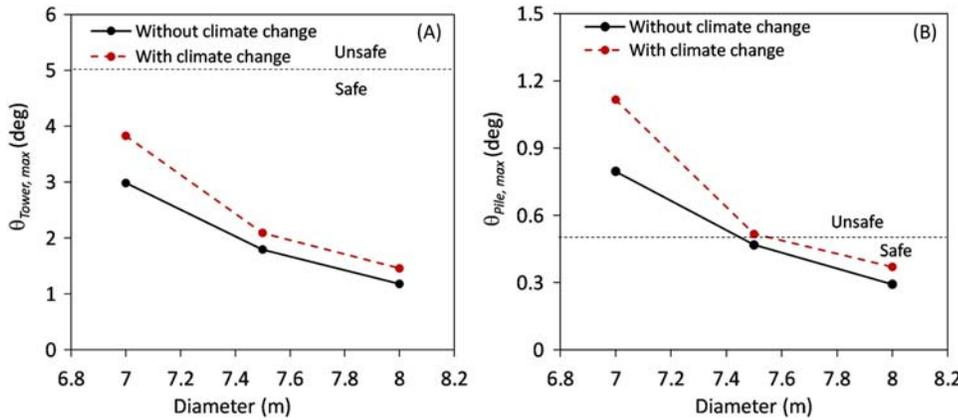 (A)
Without climate change
With climate change
Unsafe
Safe
6
5
4
3
2
1
0
θTower, max (deg)
6.8
7
7.2
7.4
7.6
7.8
8
8.2
Diameter (m)
(B)
Without climate change
With climate change
Unsafe
Safe
1.5
1.2
0.9
0.6
0.3
0
θPile, max (deg)
6.8
7
7.2
7.4
7.6
7.8
8
8.2
Diameter (m)